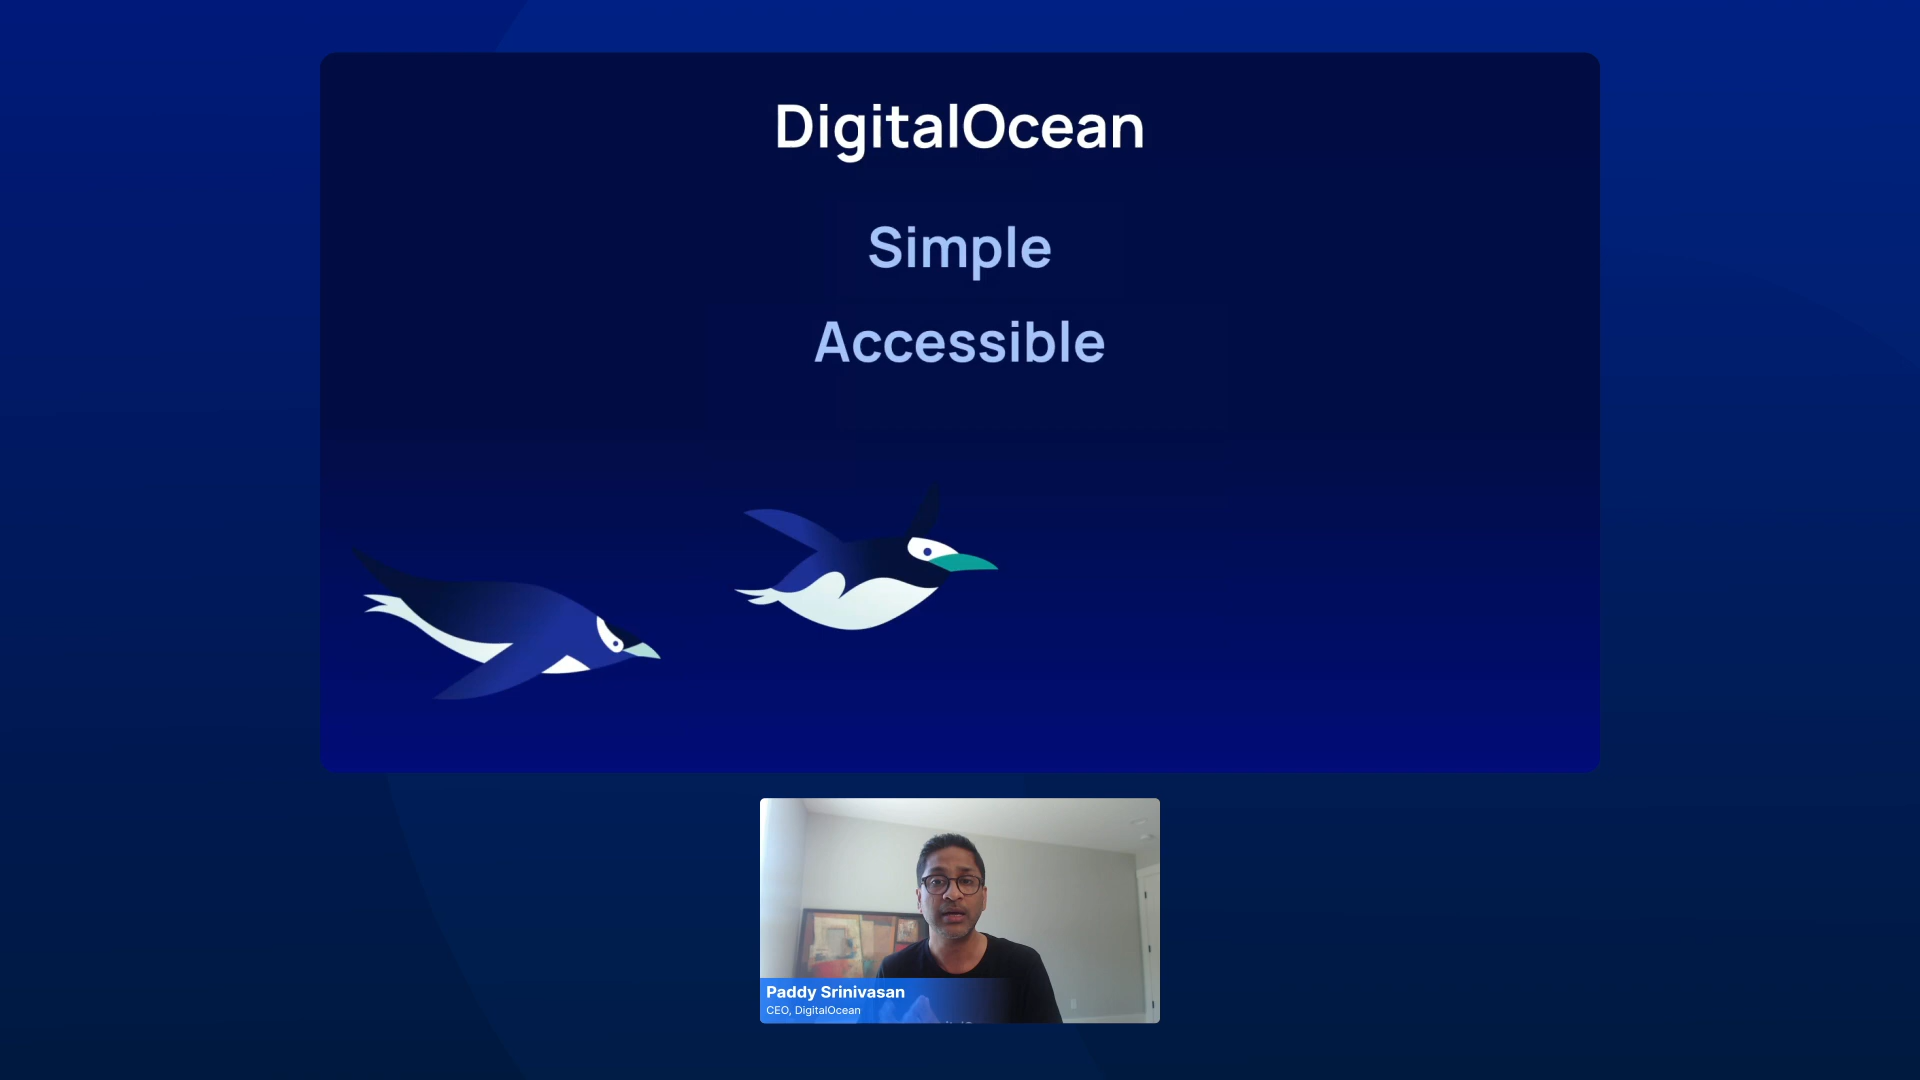 DigitalOcean
Simple
Accessible
Paddy Srinivasan
CEO, DigitalOcean